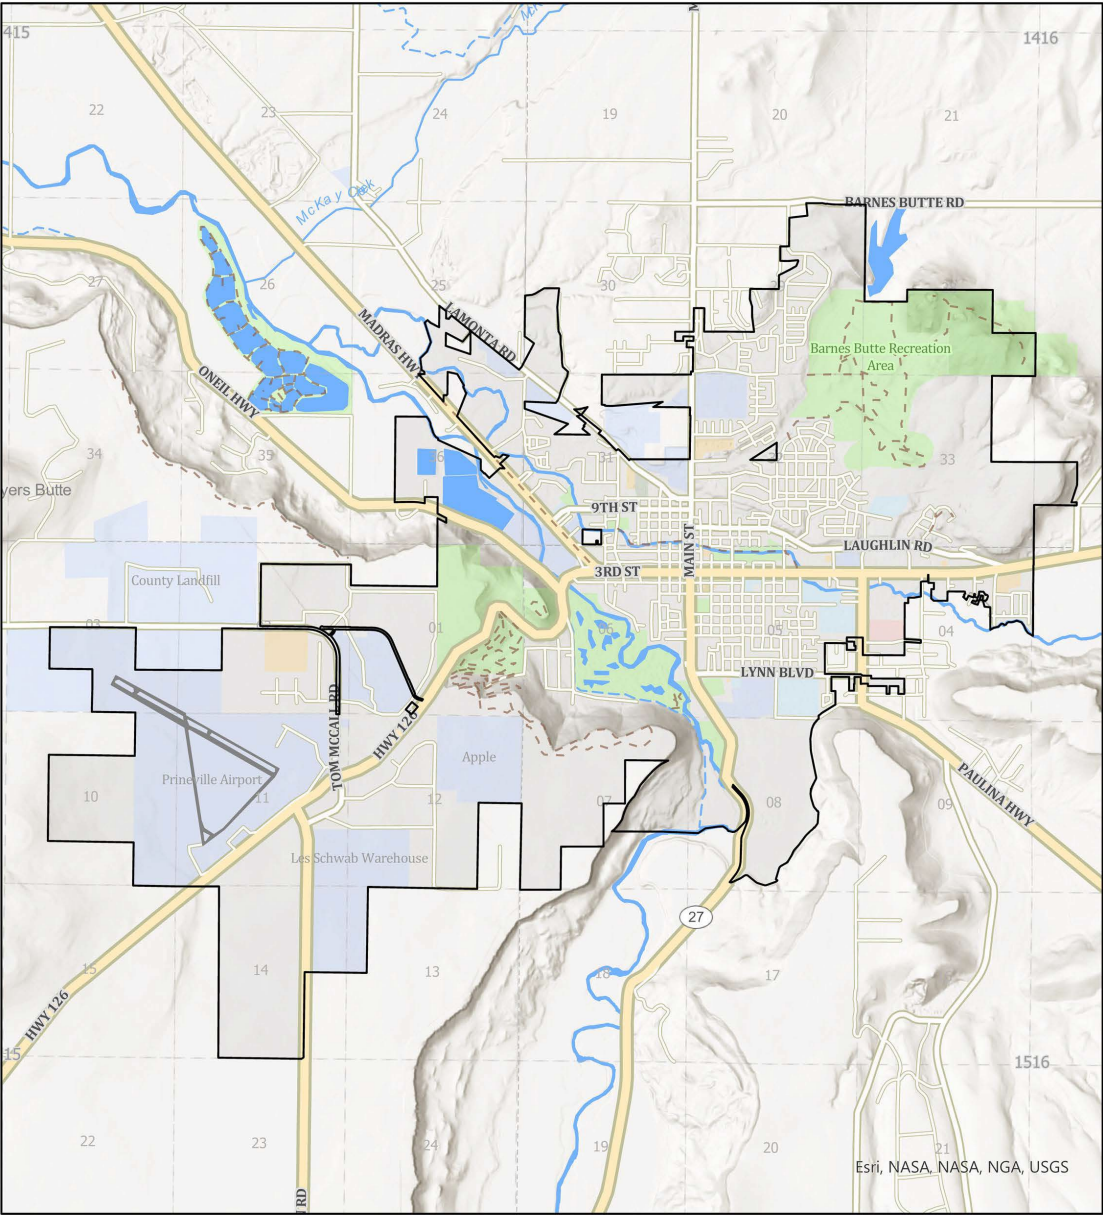 415
1416
22
23
24
19
20
21
McKay Creek
BARNES BUTTE RD
27
26
25
30
LAMONTA RD
MADRAS HWY
Barnes Butte Recreation
Area
ONEIL HWY
34
35
36
31
33
yers Butte
9TH ST
MAIN ST
LAUGHLIN RD
3RD ST
County Landfill
03
01
06
05
04
LYNN BLVD
TOM MCCALL RD
HWY 126
Apple
Prineville Airport
10
11
12
07
08
09
PAULINA HWY
Les Schwab Warehouse
27
15
14
13
18
17
HWY 126
15
1516
22
23
24
19
20
21
RD
Esri, NASA, NASA, NGA, USGS